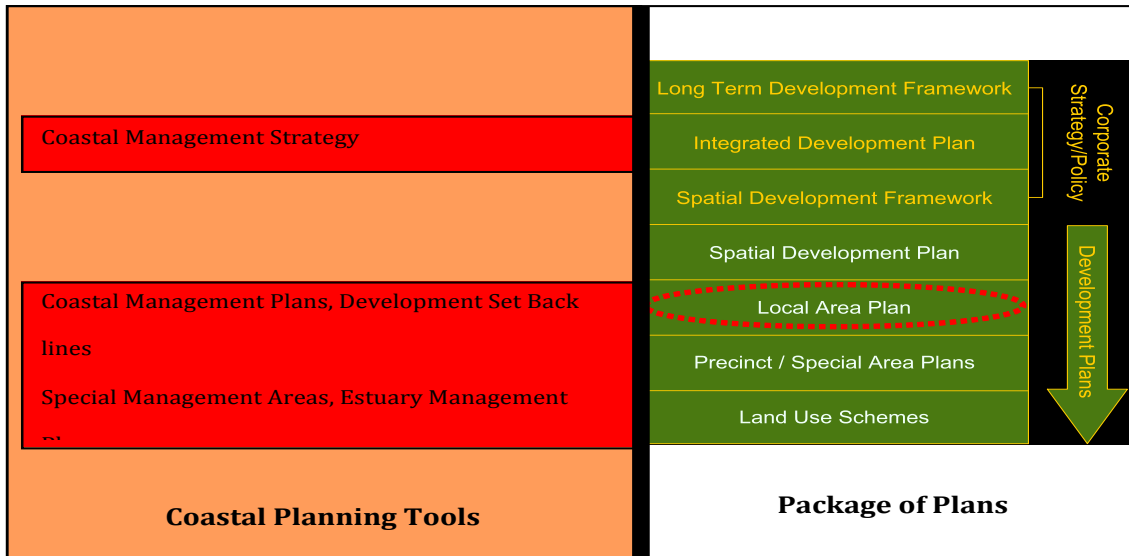 Coastal Management Strategy
Coastal Management Plans, Development Set Back
lines
Special Management Areas, Estuary Management
Coastal Planning Tools
Long Term Development Framework
Integrated Development Plan
Spatial Development Framework
Spatial Development Plan
Local Area Plan
Precinct / Special Area Plans
Land Use Schemes
Corporate
Strategy/Policy
Development Plans
Package of Plans